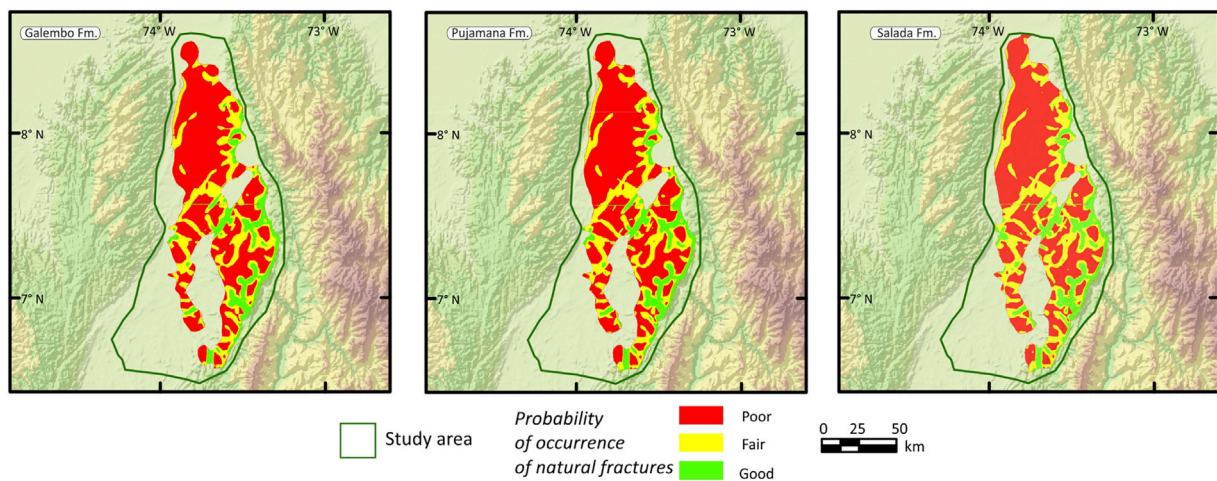 Galembo Fm.
74° W
73° W
8° N
7° N
Pujamana Fm.
74° W
73° W
8° N
7° N
Salada Fm.
74° W
73° W
8° N
7° N
Study area
Probability
of occurrence
of natural fractures
Poor
Fair
Good
0 25 50
km